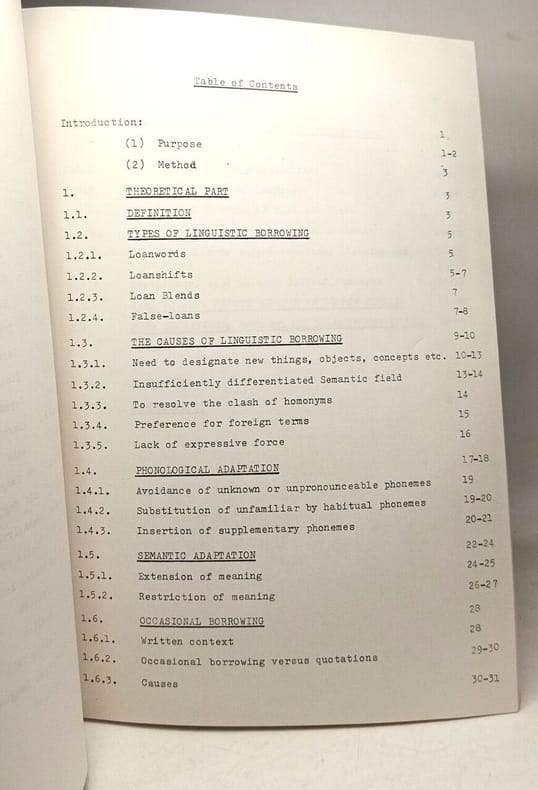 Table of Contents
Introduction: 1
(1) Purpose 1-2
(2) Method 3
1. THEORETICAL PART 3
1.1. DEFINITION 3
1.2. TYPES OF LINGUISTIC BORROWING 5
1.2.1. Loanwords 5
1.2.2. Loanshifts 5-7
1.2.3. Loan Blends 7
1.2.4. False-loans 7-8
1.3. THE CAUSES OF LINGUISTIC BORROWING 9-10
1.3.1. Need to designate new things, objects, concepts etc. 10-13
1.3.2. Insufficiently differentiated Semantic field 13-14
1.3.3. To resolve the clash of homonyms 14
1.3.4. Preference for foreign terms 15
1.3.5. Lack of expressive force 16
1.4. PHONOLOGICAL ADAPTATION 17-18
1.4.1. Avoidance of unknown or unpronounceable phonemes 19
1.4.2. Substitution of unfamiliar by habitual phonemes 19-20
1.4.3. Insertion of supplementary phonemes 20-21
1.5. SEMANTIC ADAPTATION 22-24
1.5.1. Extension of meaning 24-25
1.5.2. Restriction of meaning 26-27
1.6. OCCASIONAL BORROWING 28
1.6.1. Written context 28
1.6.2. Occasional borrowing versus quotations 29-30
1.6.3. Causes 30-31